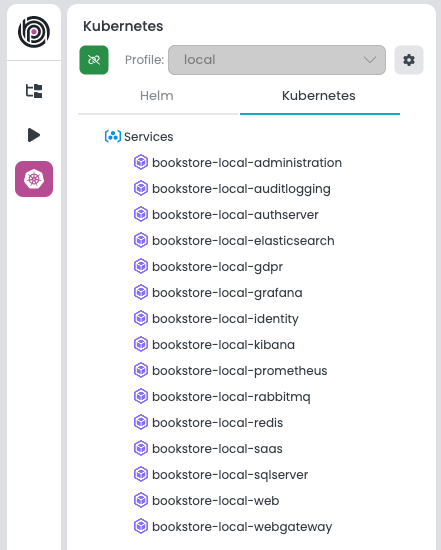 Kubernetes
Profile: local
Helm Kubernetes
Services
bookstore-local-administration
bookstore-local-auditlogging
bookstore-local-authserver
bookstore-local-elasticsearch
bookstore-local-gdpr
bookstore-local-grafana
bookstore-local-identity
bookstore-local-kibana
bookstore-local-prometheus
bookstore-local-rabbitmq
bookstore-local-redis
bookstore-local-saas
bookstore-local-sqlserver
bookstore-local-web
bookstore-local-webgateway